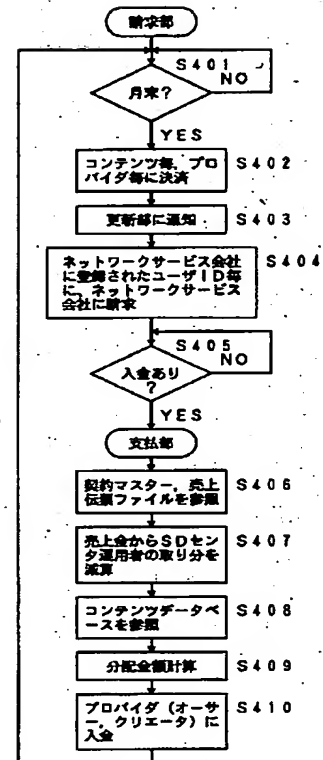 請求部
S401
NO
月末?
YES
コンテンツ毎,プロ
バイダ毎に決済
S402
更新部に通知
S403
ネットワークサービス会社
に登録されたユーザID毎
に,ネットワークサービス
会社に請求
S404
S405
NO
入金あり
?
YES
支払部
契約マスター,売上
伝票ファイルを参照
S406
売上金からSDセン
タ運用者の取り分を
減算
S407
コンテンツデータベ
ースを参照
S408
分配金額計算
S409
プロバイダ(オーサ
ー,クリエータ)に
入金
S410